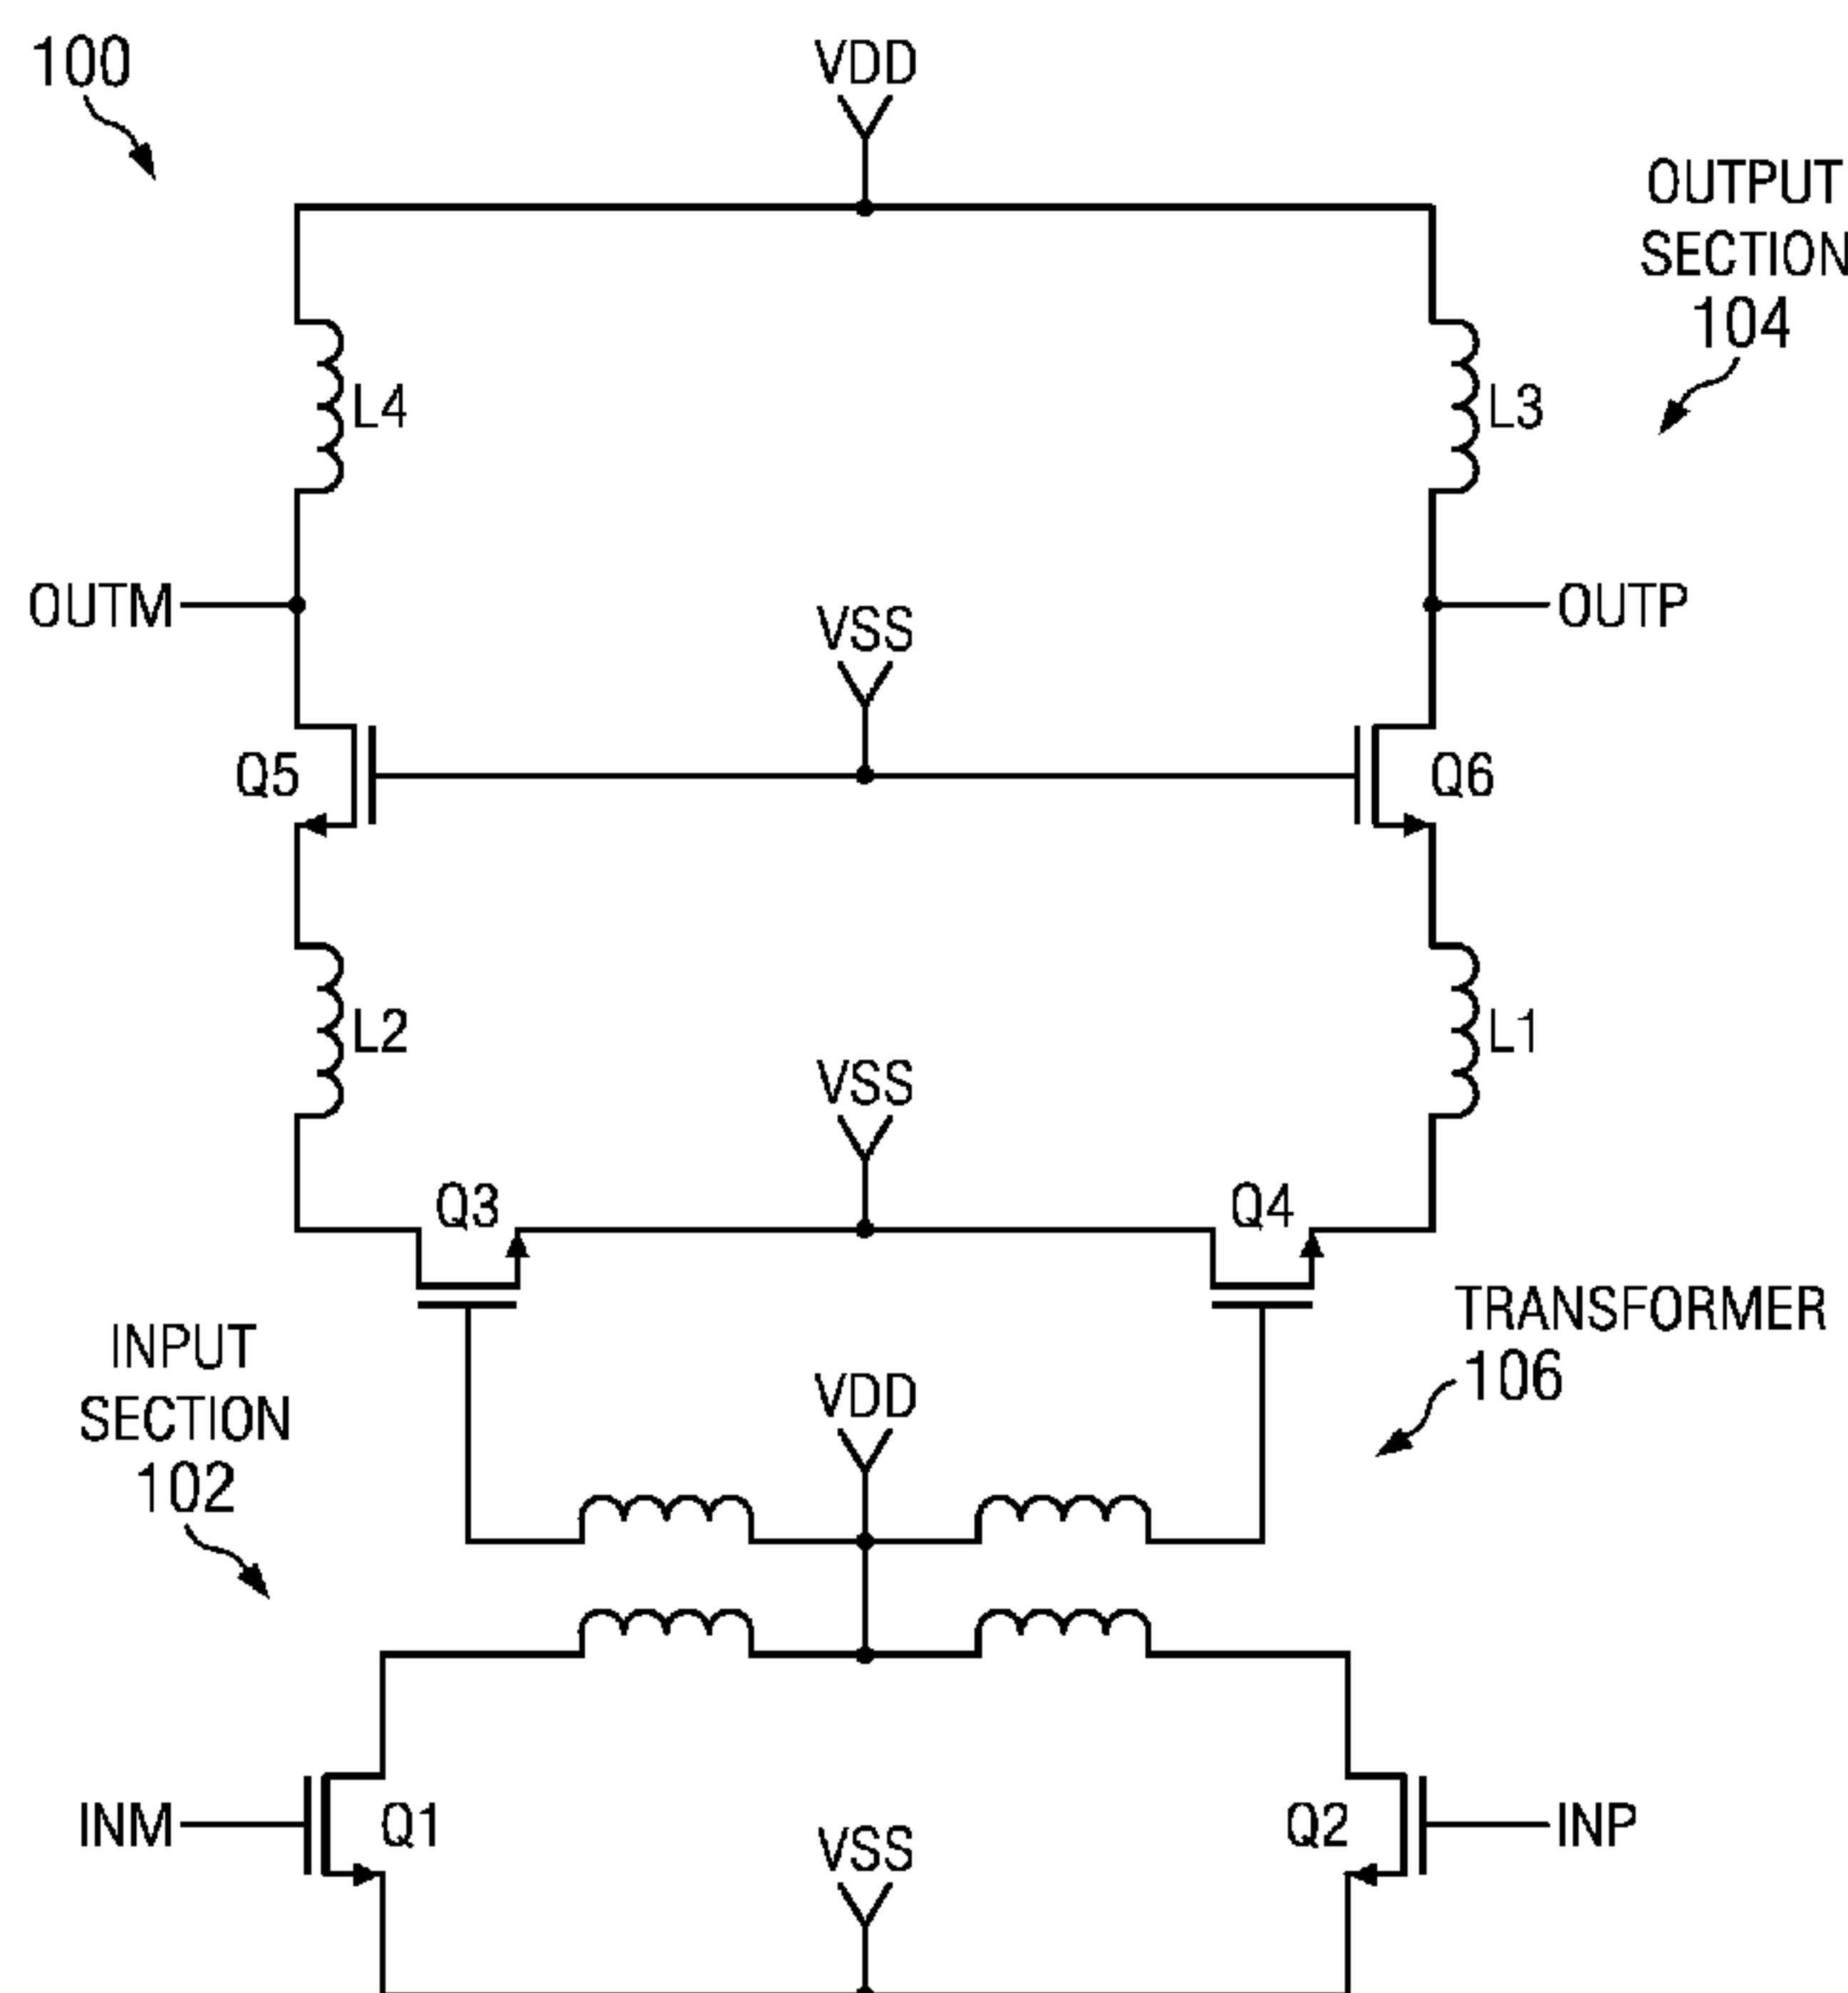 100
VDD
OUTPUT
SECTION
104
L4
L3
OUTM
VSS
OUTP
Q5
Q6
L2
L1
VSS
Q3
Q4
TRANSFORMER
106
INPUT
SECTION
102
VDD
INM
Q1
VSS
Q2
INP